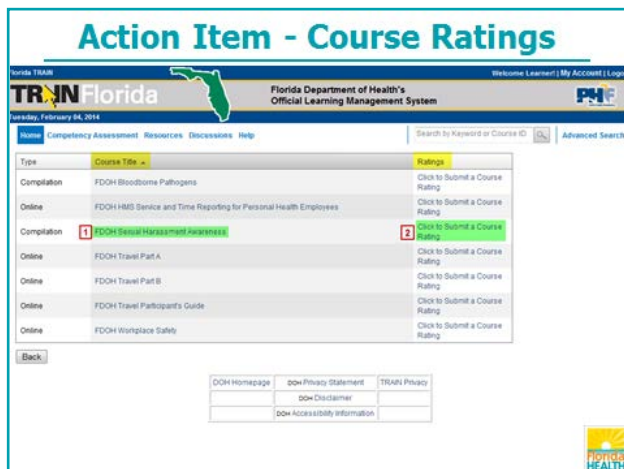 Action Item - Course Ratings
Florida TRAIN
Welcome Learner! | My Account | Logo
TRAIN Florida
Florida Department of Health's
Official Learning Management System
PHF
Tuesday, February 04, 2014
Home Competency Assessment Resources Discussions Help
Search by Keyword or Course ID
Advanced Search
Type Course Title Ratings
Compilation FDOH Bloodborne Pathogens Click to Submit a Course
Rating
Online FDOH HMS Service and Time Reporting for Personal Health Employees Click to Submit a Course
Rating
Compilation 1 FDOH Sexual Harassment Awareness 2 Click to Submit a Course
Rating
Online FDOH Travel Part A Click to Submit a Course
Rating
Online FDOH Travel Part B Click to Submit a Course
Rating
Online FDOH Travel Participant's Guide Click to Submit a Course
Rating
Online FDOH Workplace Safety Click to Submit a Course
Rating
Back
DOH Homepage DOH Privacy Statement TRAIN Privacy
DOH Disclaimer
DOH Accessibility Information
Florida
HEALTH